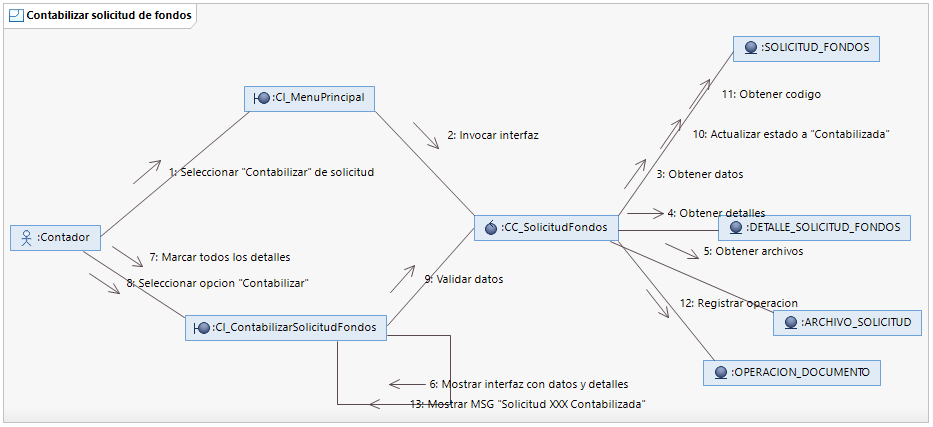 Contabilizar solicitud de fondos
:SOLICITUD_FONDOS
11: Obtener codigo
:CI_MenuPrincipal
2: Invocar interfaz
10: Actualizar estado a "Contabilizada"
1: Seleccionar "Contabilizar" de solicitud
3: Obtener datos
4: Obtener detalles
:CC_SolicitudFondos
:DETALLE_SOLICITUD_FONDOS
:Contador
7: Marcar todos los detalles
5: Obtener archivos
8: Seleccionar opcion "Contabilizar"
9: Validar datos
12: Registrar operacion
:CI_ContabilizarSolicitudFondos
:ARCHIVO_SOLICITUD
:OPERACION_DOCUMENTO
6: Mostrar interfaz con datos y detalles
13: Mostrar MSG "Solicitud XXX Contabilizada"